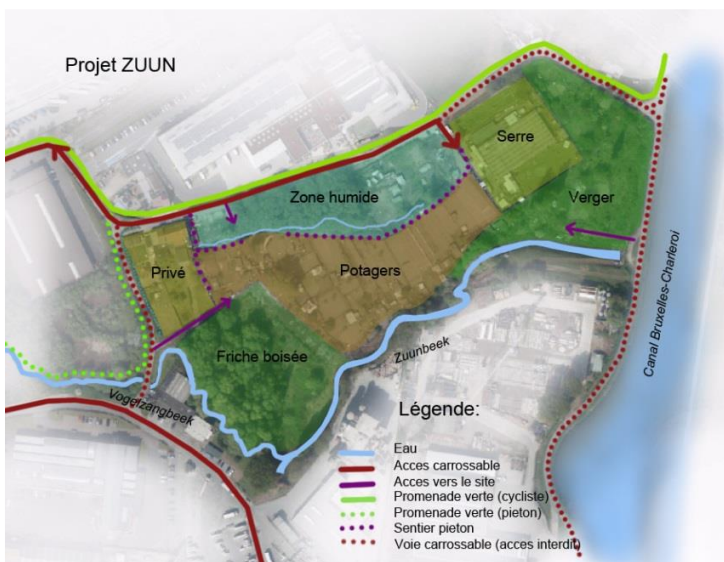 Projet ZUUN
Serre
Zone humide
Verger
Privé
Potagers
Friche boisée
Zuunbeek
Vogelzangbeek
Canal Bruxelles-Charleroi
Légende:
Eau
Acces carrossable
Acces vers le site
Promenade verte (cycliste)
Promenade verte (pieton)
Sentier pieton
Voie carrossable (acces interdit)